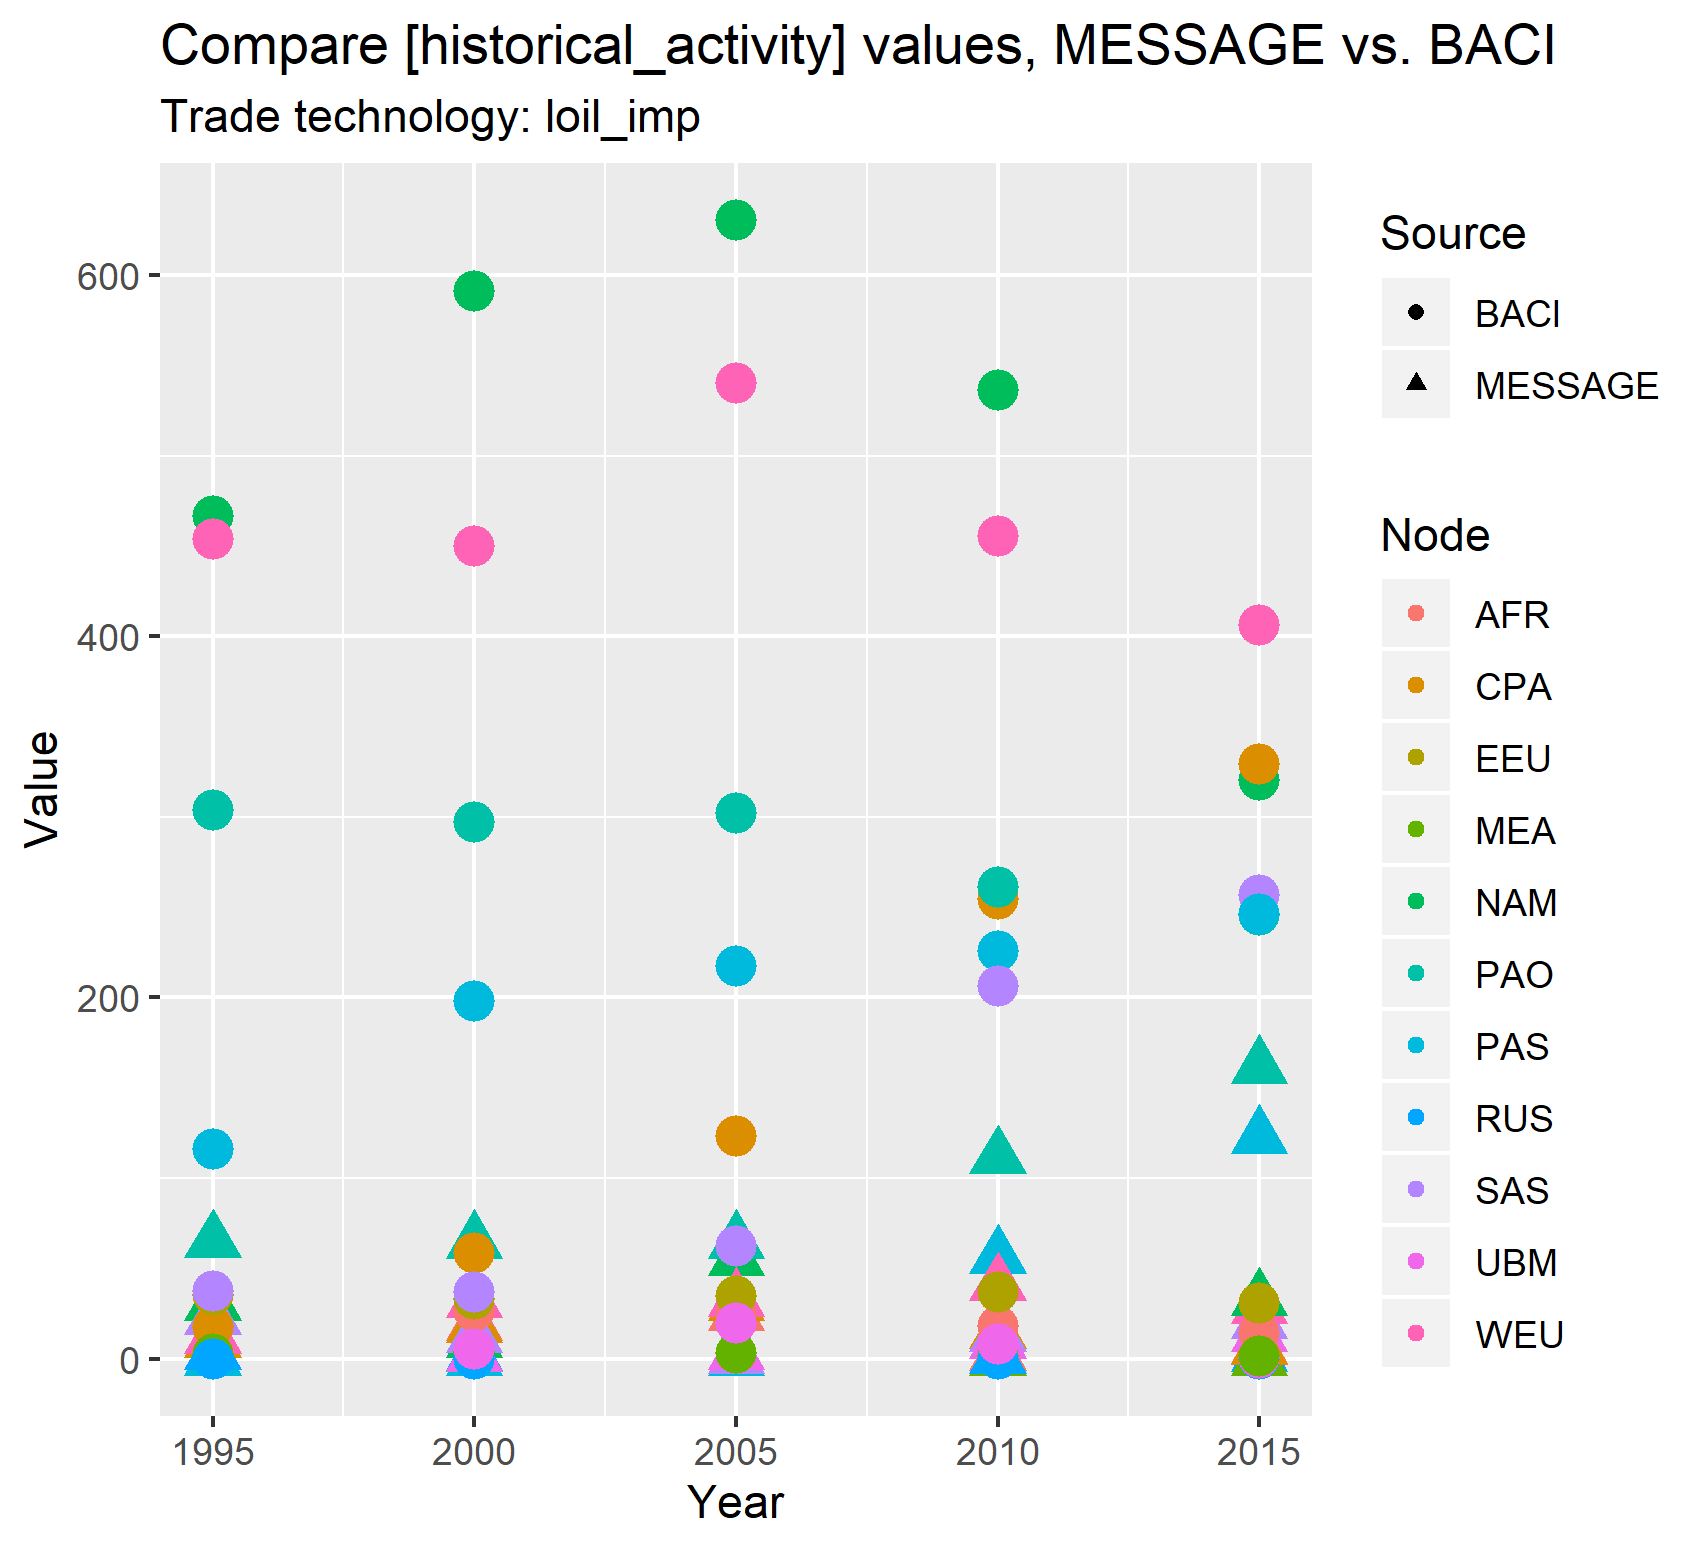 Compare [historical_activity] values, MESSAGE vs. BACI
Trade technology: loil_imp
Value
600
400
200
0
1995
2000
2005
2010
2015
Year
Source
BACI
MESSAGE
Node
AFR
CPA
EEU
MEA
NAM
PAO
PAS
RUS
SAS
UBM
WEU